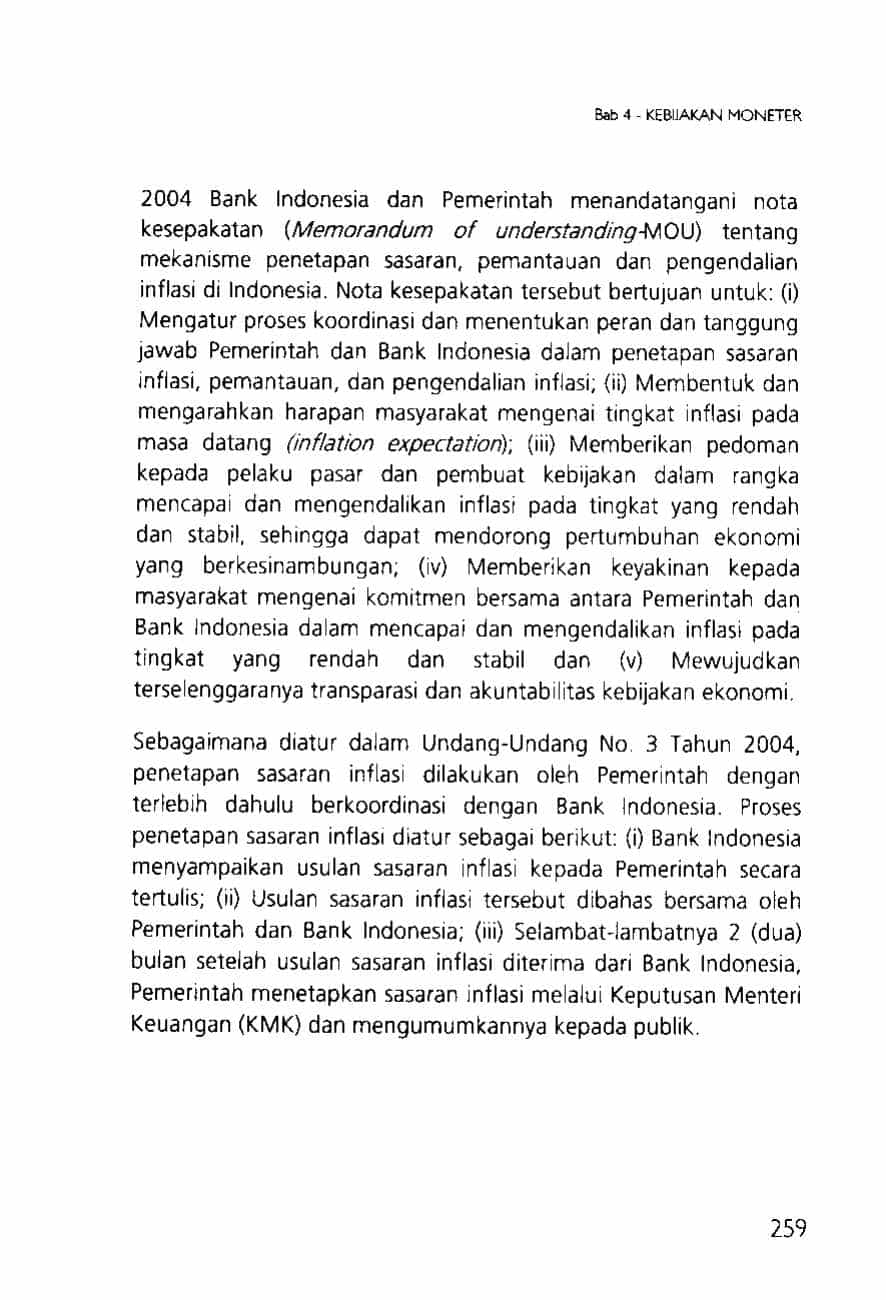 Bab 4 - KEBIJAKAN MONETER
2004 Bank Indonesia dan Pemerintah menandatangani nota
kesepakatan (Memorandum of understanding-MOU) tentang
mekanisme penetapan sasaran, pemantauan dan pengendalian
inflasi di Indonesia. Nota kesepakatan tersebut bertujuan untuk: (i)
Mengatur proses koordinasi dan menentukan peran dan tanggung
jawab Pemerintah dan Bank Indonesia dalam penetapan sasaran
inflasi, pemantauan, dan pengendalian inflasi; (ii) Membentuk dan
mengarahkan harapan masyarakat mengenai tingkat inflasi pada
masa datang (inflation expectation); (iii) Memberikan pedoman
kepada pelaku pasar dan pembuat kebijakan dalam rangka
mencapai dan mengendalikan inflasi pada tingkat yang rendah
dan stabil, sehingga dapat mendorong pertumbuhan ekonomi
yang berkesinambungan; (iv) Memberikan keyakinan kepada
masyarakat mengenai komitmen bersama antara Pemerintah dan
Bank Indonesia dalam mencapai dan mengendalikan inflasi pada
tingkat yang rendah dan stabil dan (v) Mewujudkan
terselenggaranya transparasi dan akuntabilitas kebijakan ekonomi.
Sebagaimana diatur dalam Undang-Undang No. 3 Tahun 2004,
penetapan sasaran inflasi dilakukan oleh Pemerintah dengan
terlebih dahulu berkoordinasi dengan Bank Indonesia. Proses
penetapan sasaran inflasi diatur sebagai berikut: (i) Bank Indonesia
menyampaikan usulan sasaran inflasi kepada Pemerintah secara
tertulis; (ii) Usulan sasaran inflasi tersebut dibahas bersama oleh
Pemerintah dan Bank Indonesia; (iii) Selambat-lambatnya 2 (dua)
bulan setelah usulan sasaran inflasi diterima dari Bank Indonesia,
Pemerintah menetapkan sasaran inflasi melalui Keputusan Menteri
Keuangan (KMK) dan mengumumkannya kepada publik.
259